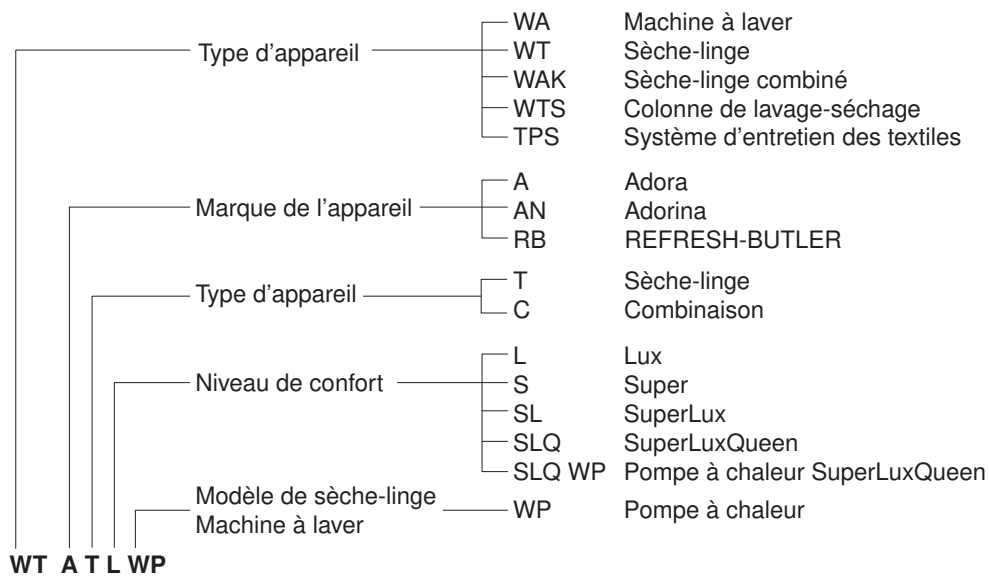 WA Machine à laver
Type d'appareil WT Sèche-linge
WAK Sèche-linge combiné
WTS Colonne de lavage-séchage
TPS Système d'entretien des textiles
A Adora
Marque de l'appareil AN Adorina
RB REFRESH-BUTLER
T Sèche-linge
Type d'appareil
C Combinaison
L Lux
Niveau de confort S Super
SL SuperLux
SLQ SuperLuxQueen
SLQ WP Pompe à chaleur SuperLuxQueen
Modèle de sèche-linge
Machine à laver
WP Pompe à chaleur
WT A T L WP